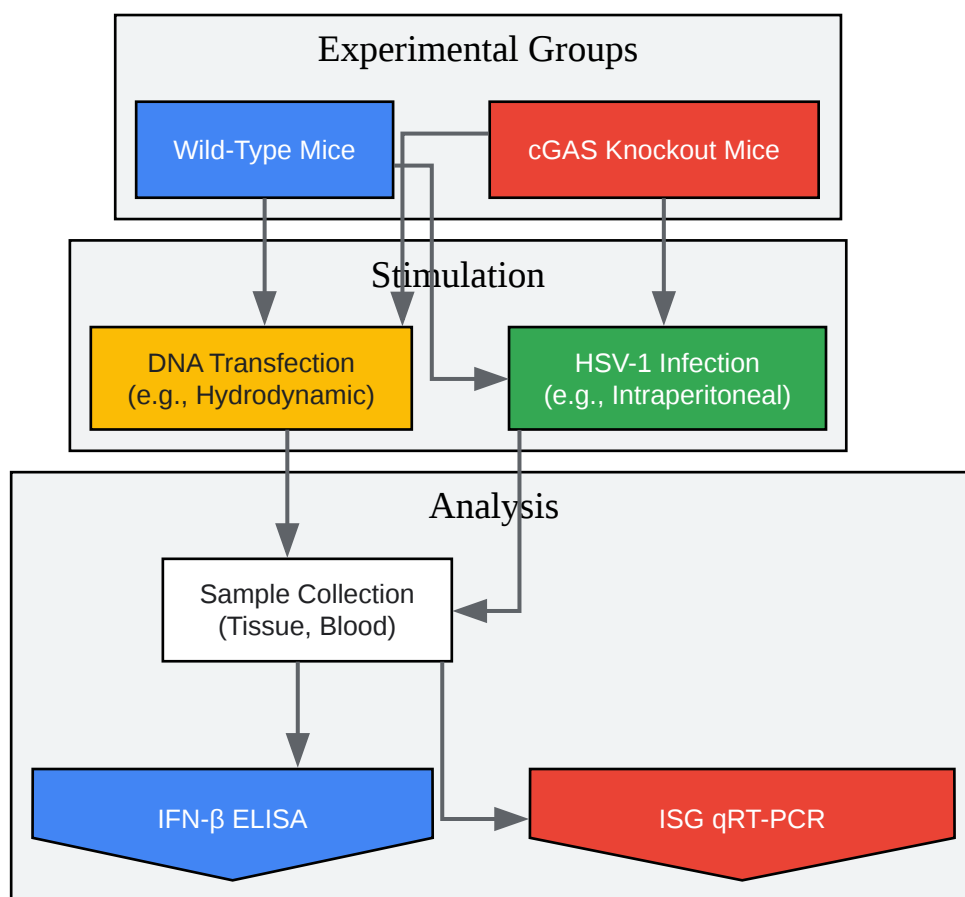 Experimental Groups
Wild-Type Mice
cGAS Knockout Mice
Stimulation
DNA Transfection
(e.g., Hydrodynamic)
HSV-1 Infection
(e.g., Intraperitoneal)
Analysis
Sample Collection
(Tissue, Blood)
IFN-β ELISA
ISG qRT-PCR